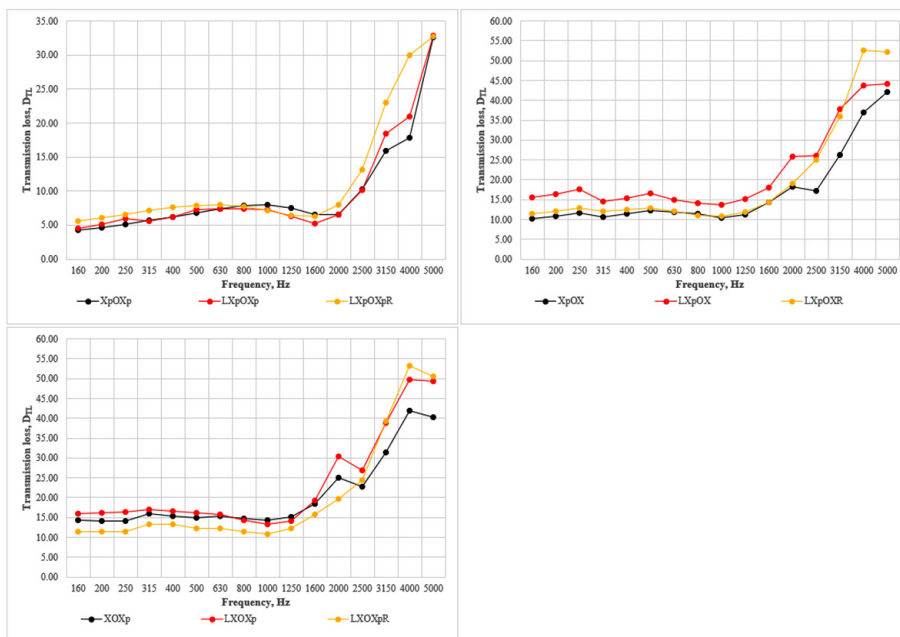 35.00
30.00
25.00
20.00
15.00
10.00
5.00
0.00
Transmission loss, DTL
160 200 250 315 400 500 630 800 1000 1250 1600 2000 2500 3150 4000 5000
Frequency, Hz
XpOXp LXpOXp LXpOXpR
60.00
55.00
50.00
45.00
40.00
35.00
30.00
25.00
20.00
15.00
10.00
5.00
0.00
Transmission loss, DTL
160 200 250 315 400 500 630 800 1000 1250 1600 2000 2500 3150 4000 5000
Frequency, Hz
XpOX LXpOX LXpOXR
60.00
55.00
50.00
45.00
40.00
35.00
30.00
25.00
20.00
15.00
10.00
5.00
0.00
Transmission loss, DTL
160 200 250 315 400 500 630 800 1000 1250 1600 2000 2500 3150 4000 5000
Frequency, Hz
XOXp LXOXp LXOXpR